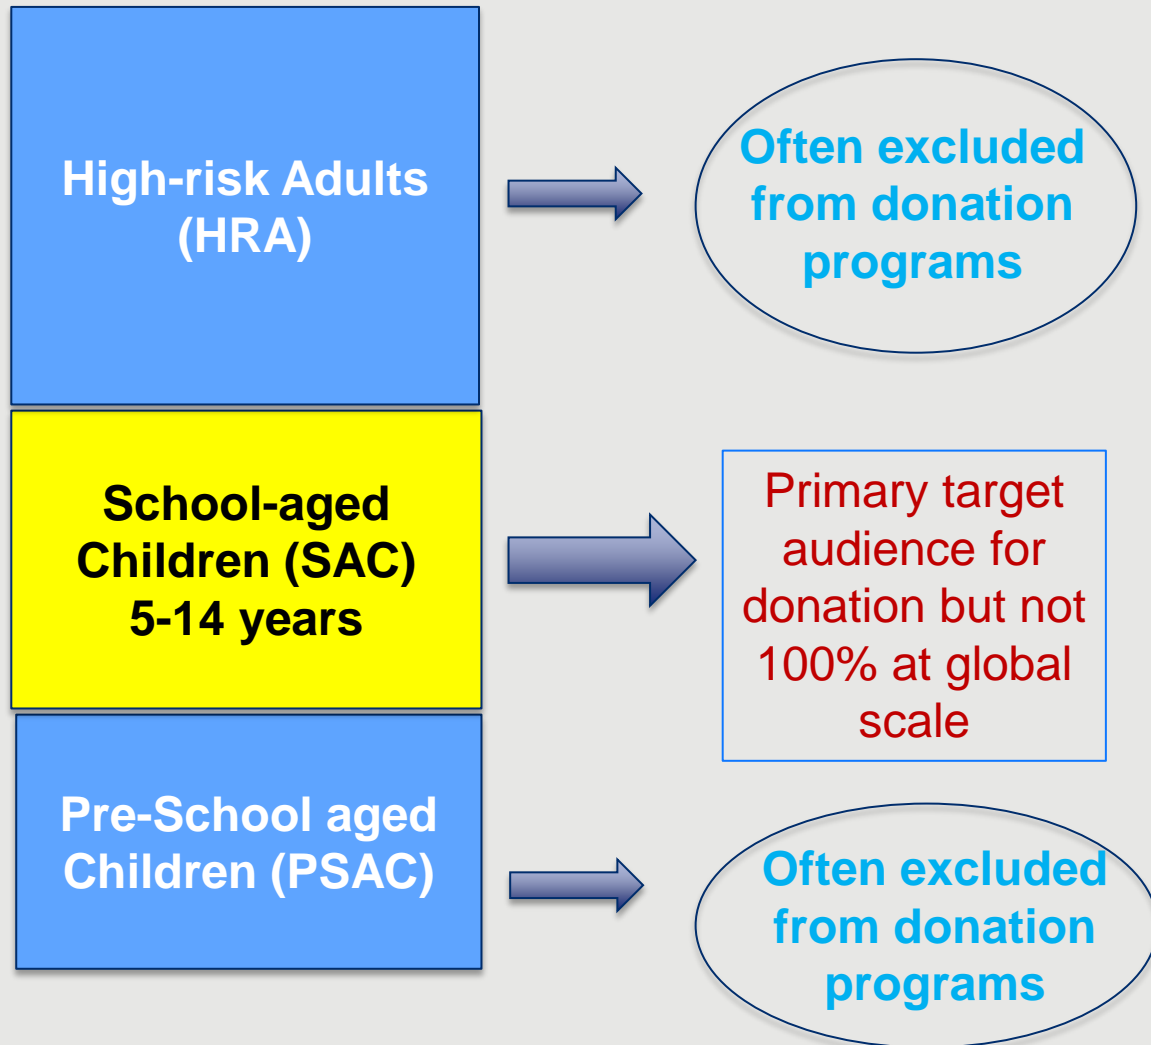 High-risk Adults
(HRA)
Often excluded
from donation
programs
School-aged
Children (SAC)
5-14 years
Primary target
audience for
donation but not
100% at global
scale
Pre-School aged
Children (PSAC)
Often excluded
from donation
programs